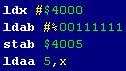 ldx #$4000
ldab #%00111111
stab $4005
ldaa 5,x